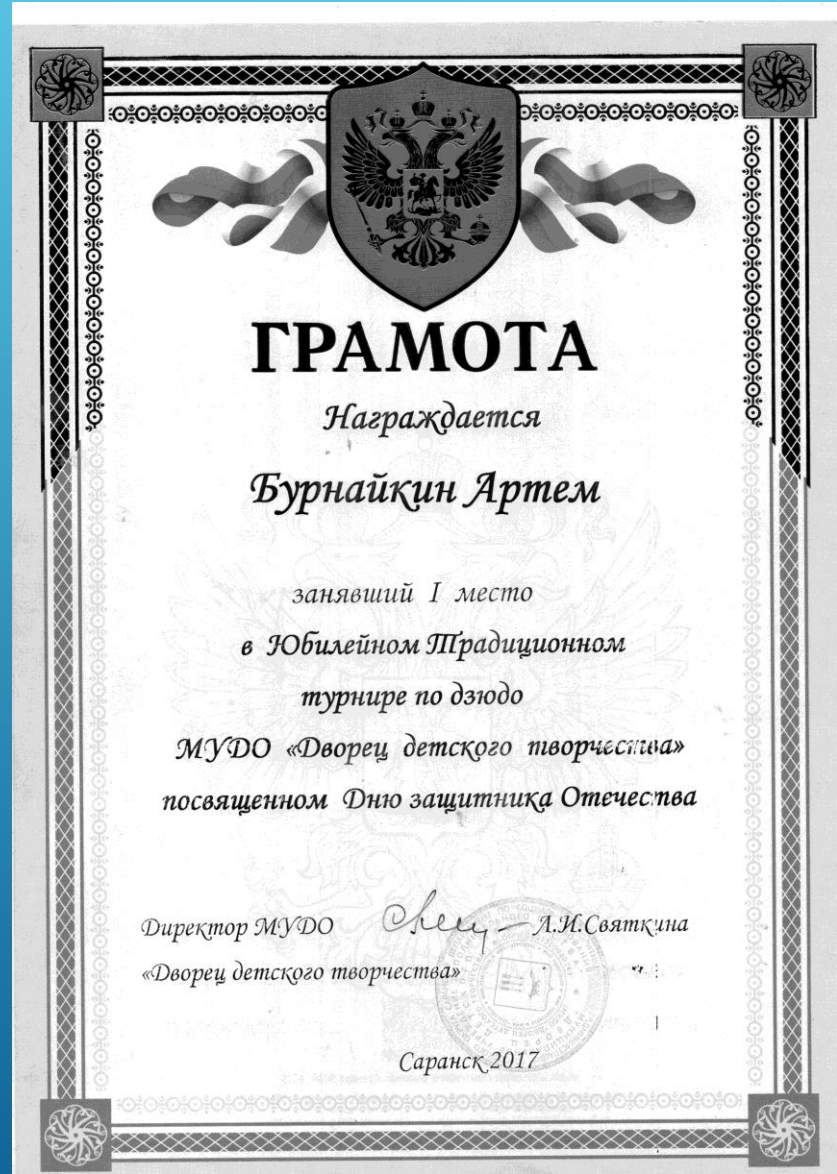 ГРАМОТА
Награждается
Бурнайкин Артем
занявший I место
в Юбилейном Традиционном
турнире по дзюдо
МУДО «Дворец детского творчества»
посвященном Дню защитника Отечества
Директор МУДО Л.И.Святкина
«Дворец детского творчества»
Саранск 2017